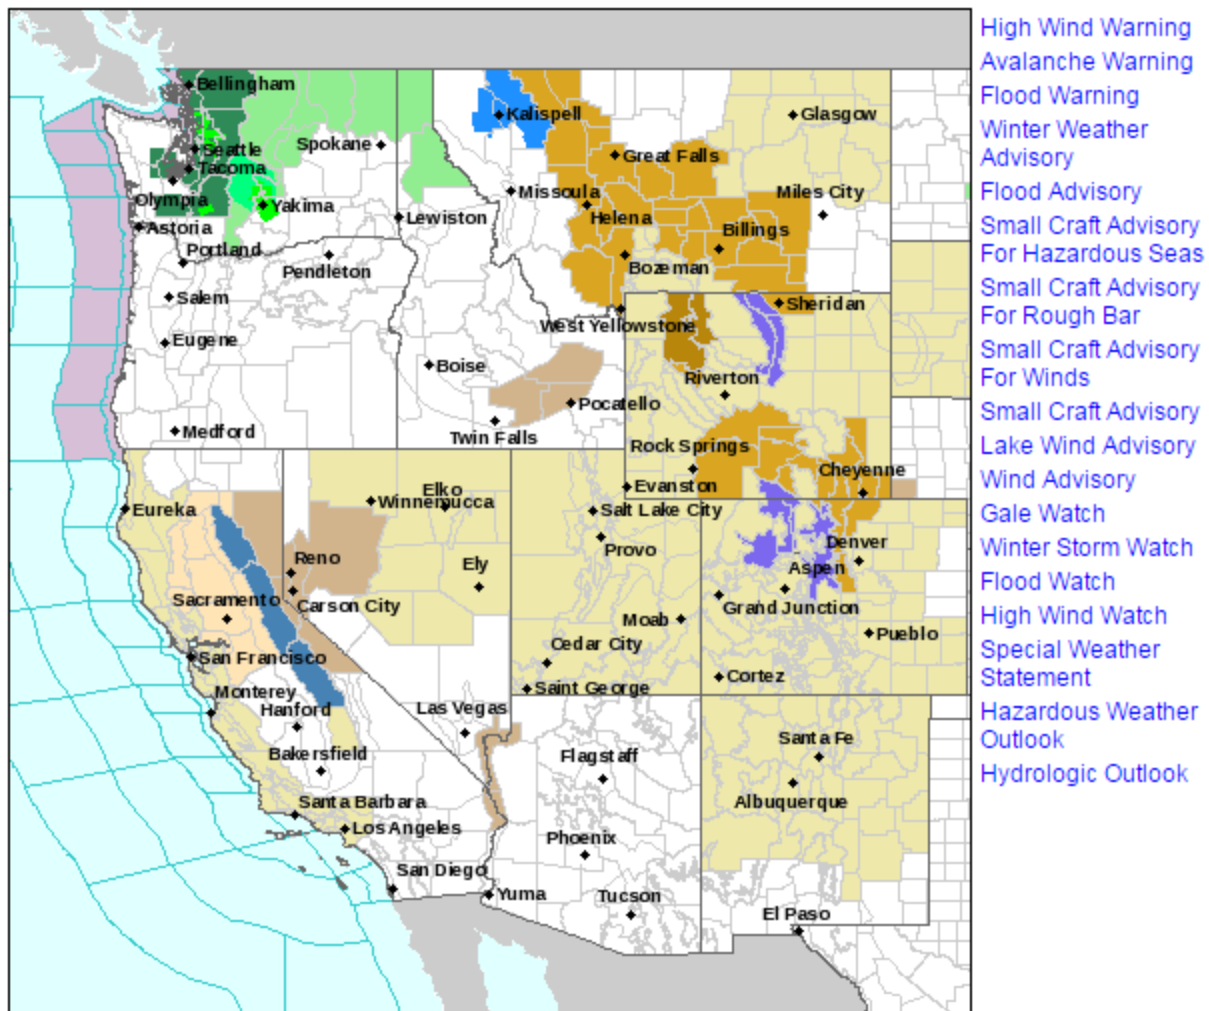 High Wind Warning
Avalanche Warning
Flood Warning
Winter Weather
Advisory
Flood Advisory
Small Craft Advisory
For Hazardous Seas
Small Craft Advisory
For Rough Bar
Small Craft Advisory
For Winds
Small Craft Advisory
Lake Wind Advisory
Wind Advisory
Gale Watch
Winter Storm Watch
Flood Watch
High Wind Watch
Special Weather
Statement
Hazardous Weather
Outlook
Hydrologic Outlook
Bellingham
Kalispell
Glasgow
Seattle
Spokane
Great Falls
Tacoma
Olympia
Yakima
Missoula
Miles City
Helena
Lewiston
Astoria
Billings
Portland
Pendleton
Bozeman
Salem
Sheridan
West Yellowstone
Eugene
Boise
Riverton
Pocatello
Medford
Twin Falls
Rock Springs
Cheyenne
Evanston
Elko
Winnemucca
Eureka
Salt Lake City
Provo
Denver
Reno
Ely
Aspen
Sacramento
Carson City
Grand Junction
Moab
Pueblo
Cedar City
San Francisco
Cortez
Saint George
Monterey
Hanford
Las Vegas
Santa Fe
Bakersfield
Flagstaff
Albuquerque
Santa Barbara
Los Angeles
Phoenix
San Diego
Yuma
Tucson
El Paso